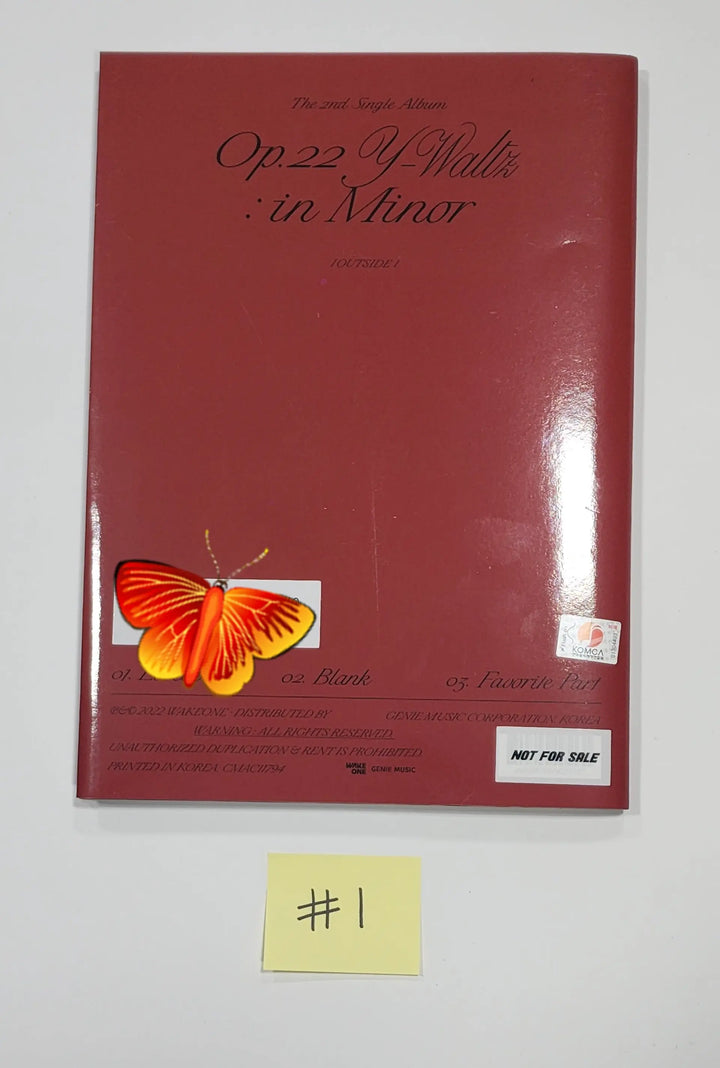 The 2nd Single Album
Op.22 Y-Waltz
: in Minor
[OUTSIDE]
KOMCA
01. 02. Blank 03. Favorite Part
℗© 2022 WAKEONE · DISTRIBUTED BY GENIE MUSIC CORPORATION, KOREA
WARNING : ALL RIGHTS RESERVED.
UNAUTHORIZED DUPLICATION & RENT IS PROHIBITED.
PRINTED IN KOREA. CMAC11794
WAKE
ONE GENIE MUSIC
NOT FOR SALE
#1